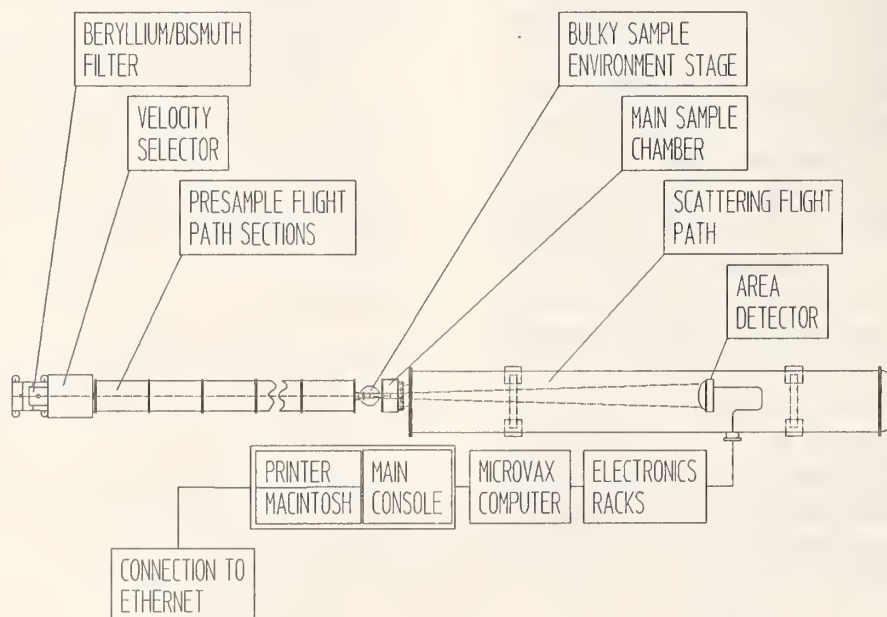 BERYLLIUM/BISMUTH
FILTER
BULKY SAMPLE
ENVIRONMENT STAGE
VELOCITY
SELECTOR
MAIN SAMPLE
CHAMBER
PRESAMPLE FLIGHT
PATH SECTIONS
SCATTERING FLIGHT
PATH
AREA
DETECTOR
PRINTER
MACINTOSH
MAIN
CONSOLE
MICROVAX
COMPUTER
ELECTRONICS
RACKS
CONNECTION TO
ETHERNET